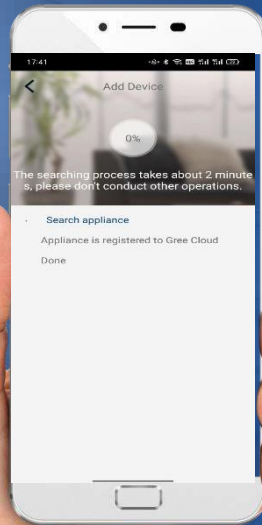 17:41
Add Device
0%
The searching process takes about 2 minute
s, please don't conduct other operations.
Search appliance
Appliance is registered to Gree Cloud
Done